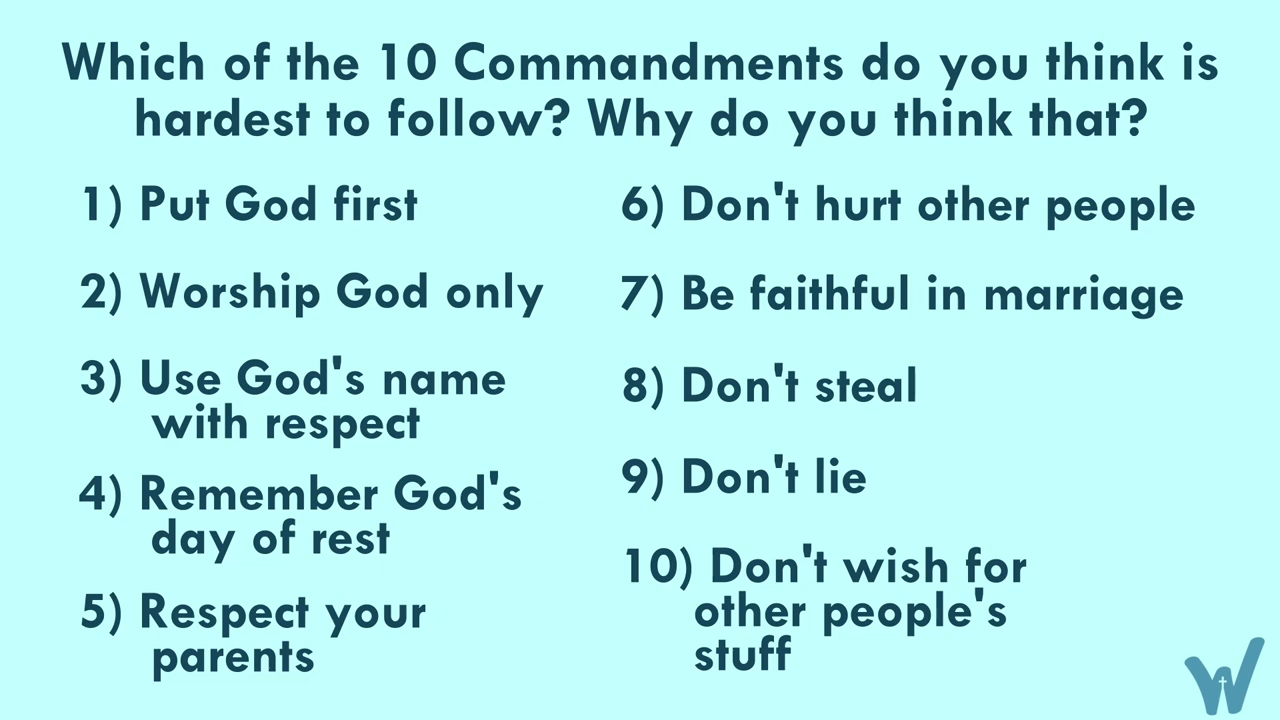 Which of the 10 Commandments do you think is
hardest to follow? Why do you think that?
1) Put God first
2) Worship God only
3) Use God's name
with respect
4) Remember God's
day of rest
5) Respect your
parents
6) Don't hurt other people
7) Be faithful in marriage
8) Don't steal
9) Don't lie
10) Don't wish for
other people's
stuff
W